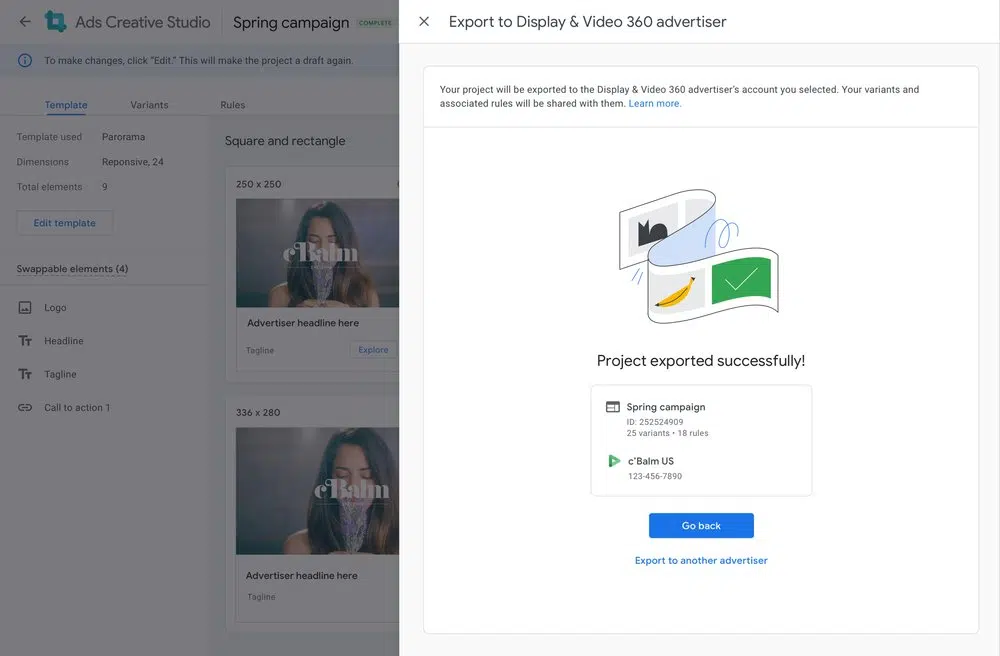 Ads Creative Studio
Spring campaign
COMPLETE
To make changes, click "Edit." This will make the project a draft again.
Template
Variants
Rules
Template used Parorama
Dimensions Reponsive, 24
Total elements 9
Edit template
Swappable elements (4)
Logo
Headline
Tagline
Call to action 1
Square and rectangle
250 x 250
c'Balm
Advertiser headline here
Tagline
Explore
336 x 280
c'Balm
Advertiser headline here
Tagline
Export to Display & Video 360 advertiser
Your project will be exported to the Display & Video 360 advertiser's account you selected. Your variants and
associated rules will be shared with them. Learn more.
Project exported successfully!
Spring campaign
ID: 252524909
25 variants • 18 rules
c'Balm US
123-456-7890
Go back
Export to another advertiser